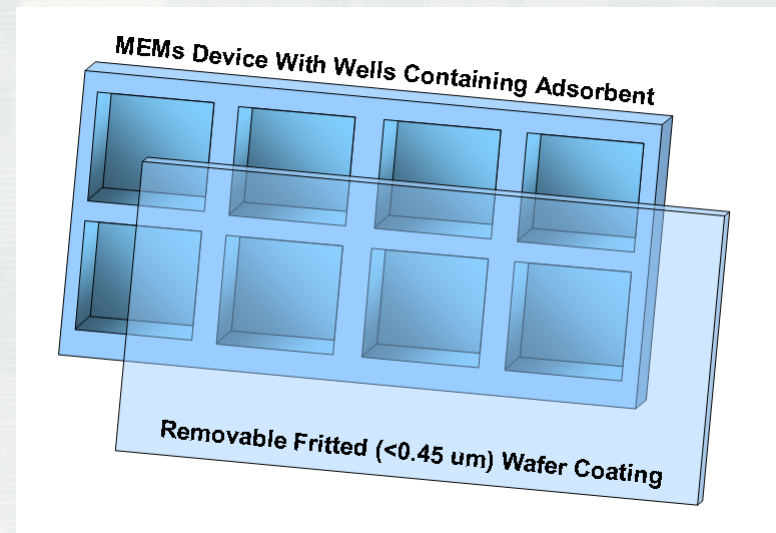 MEMs Device With Wells Containing Adsorbent
Removable Fritted (<0.45 um) Wafer Coating